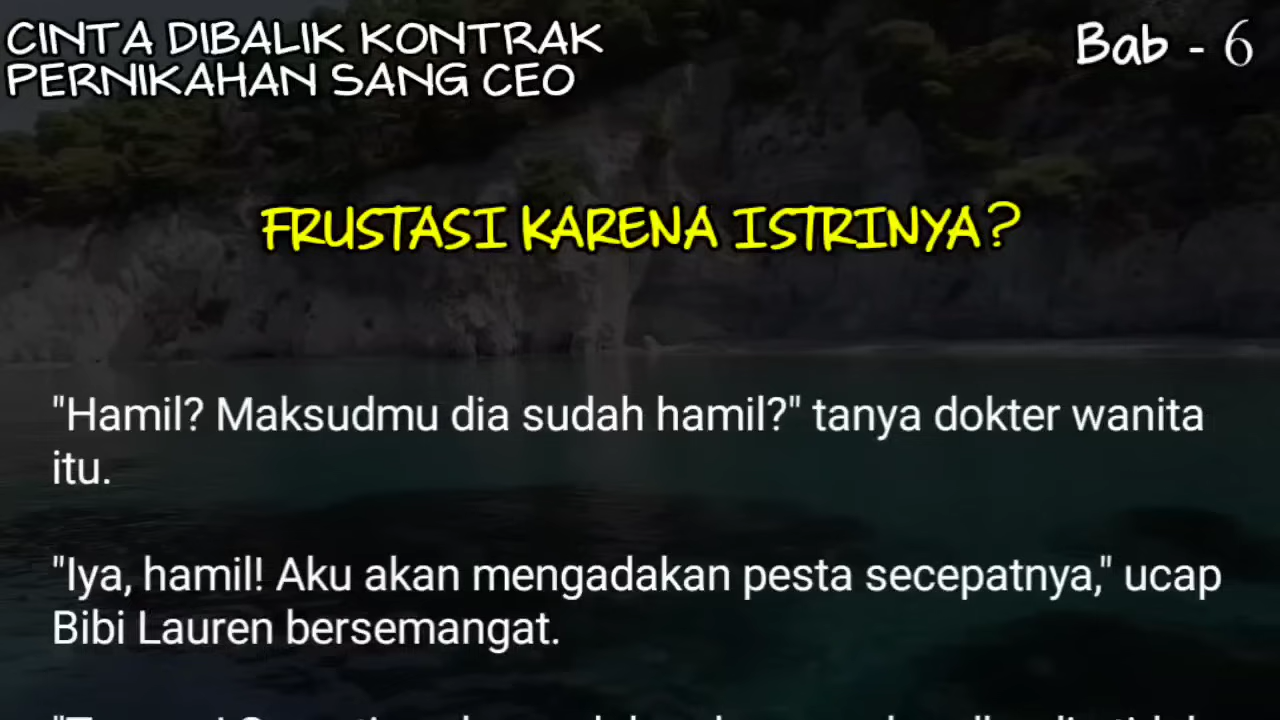 CINTA DIBALIK KONTRAK
PERNIKAHAN SANG CEO
Bab - 6
FRUSTASI KARENA ISTRINYA?
"Hamil? Maksudmu dia sudah hamil?" tanya dokter wanita
itu.
"Iya, hamil! Aku akan mengadakan pesta secepatnya," ucap
Bibi Lauren bersemangat.